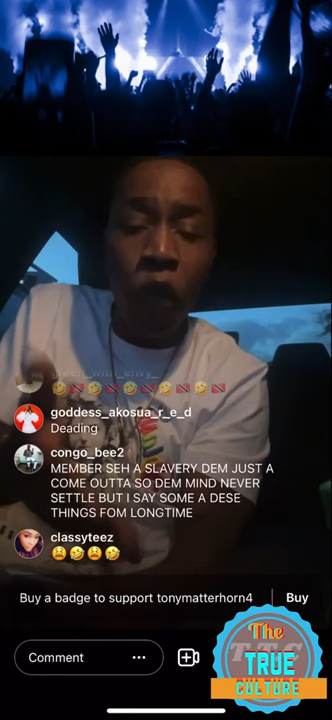 green_with_envy_
goddess_akosua_r_e_d
Deading
congo_bee2
MEMBER SEH A SLAVERY DEM JUST A
COME OUTTA SO DEM MIND NEVER
SETTLE BUT I SAY SOME A DESE
THINGS FOM LONGTIME
classyteez
😫🤣😫🤣
Buy a badge to support tonymatterhorn4
Buy
Comment
The
TRUE
CULTURE